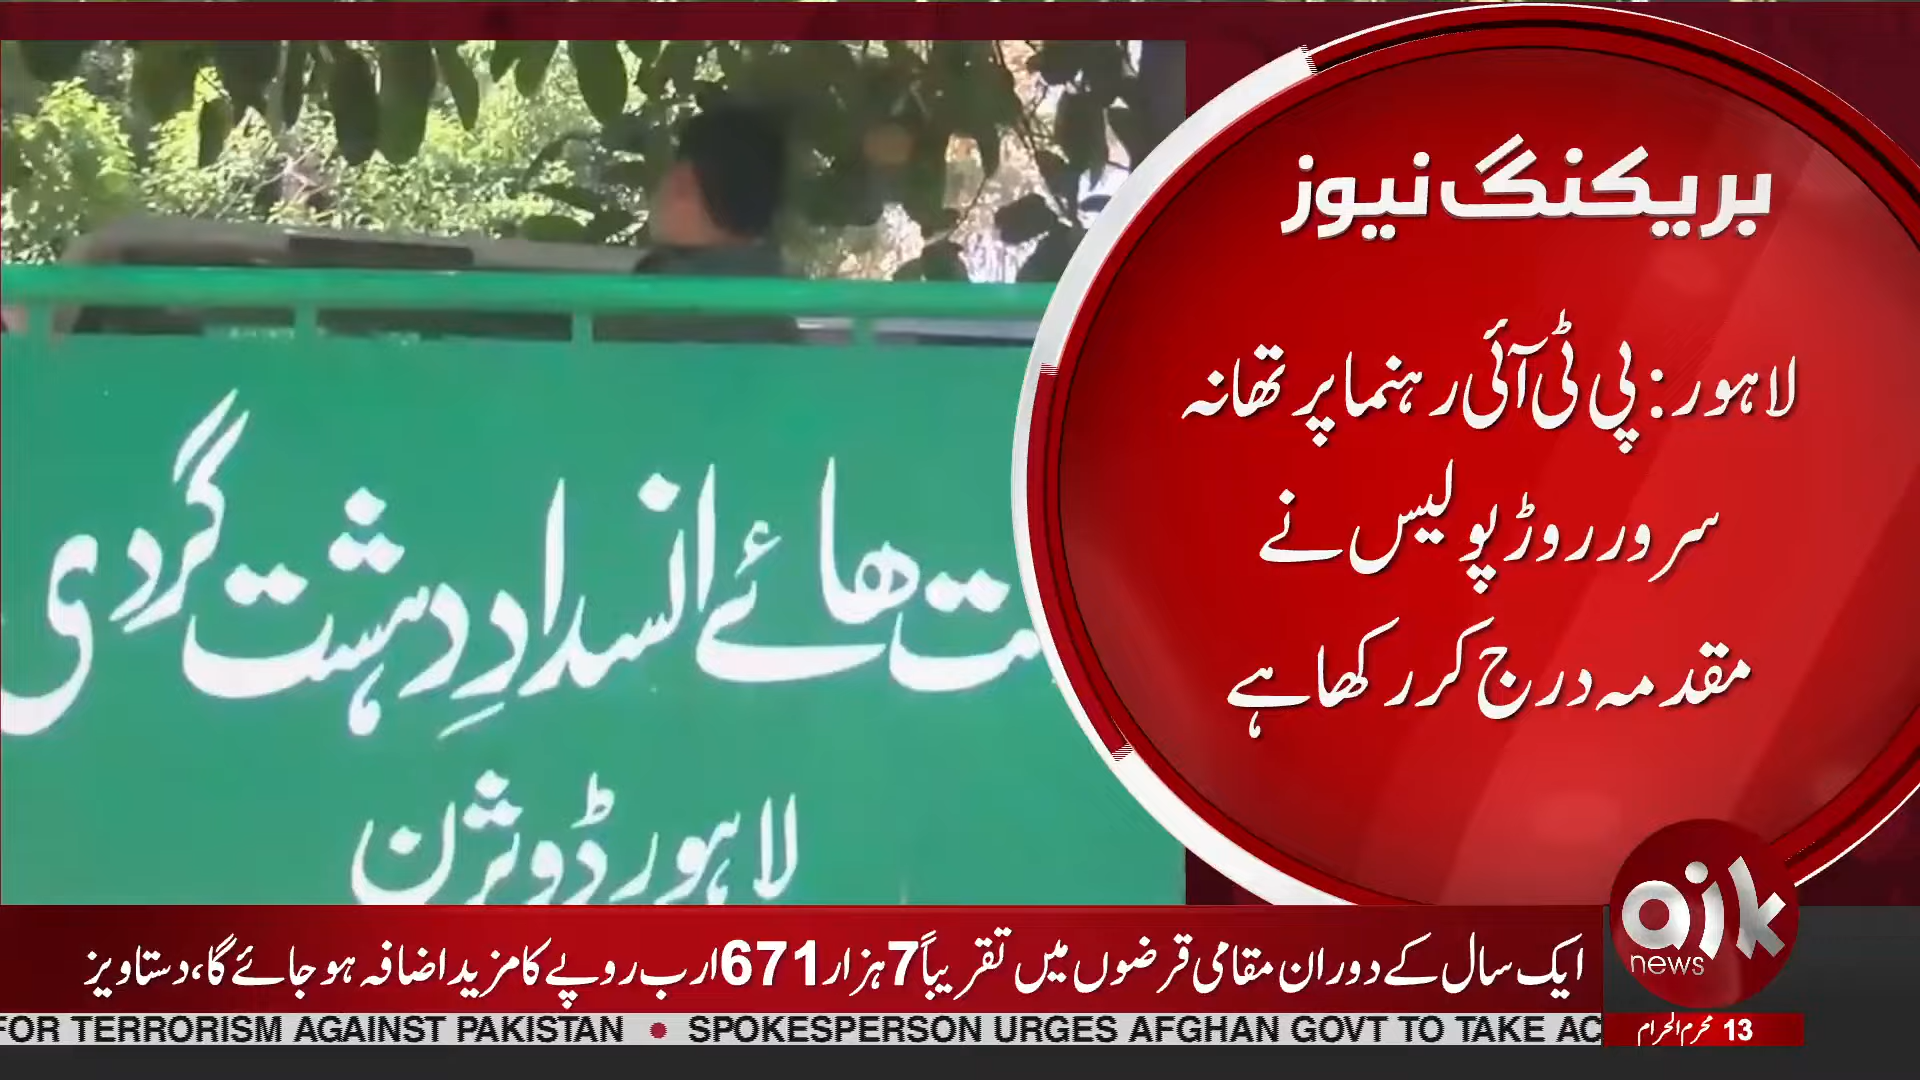 بریکنگ نیوز
لاہور: پی ٹی آئی رہنما پر تھانہ
سرور روڑ پولیس نے
مقدمہ درج کر رکھا ہے
ت ھائے انسدادِ دہشت گردی
لاہور ڈویژن
ajk
news
ایک سال کے دوران مقامی قرضوں میں تقریباً 7 ہزار 671 ارب روپے کا مزید اضافہ ہو جائے گا، دستاویز
FOR TERRORISM AGAINST PAKISTAN • SPOKESPERSON URGES AFGHAN GOVT TO TAKE AC
13 محرم الحرام